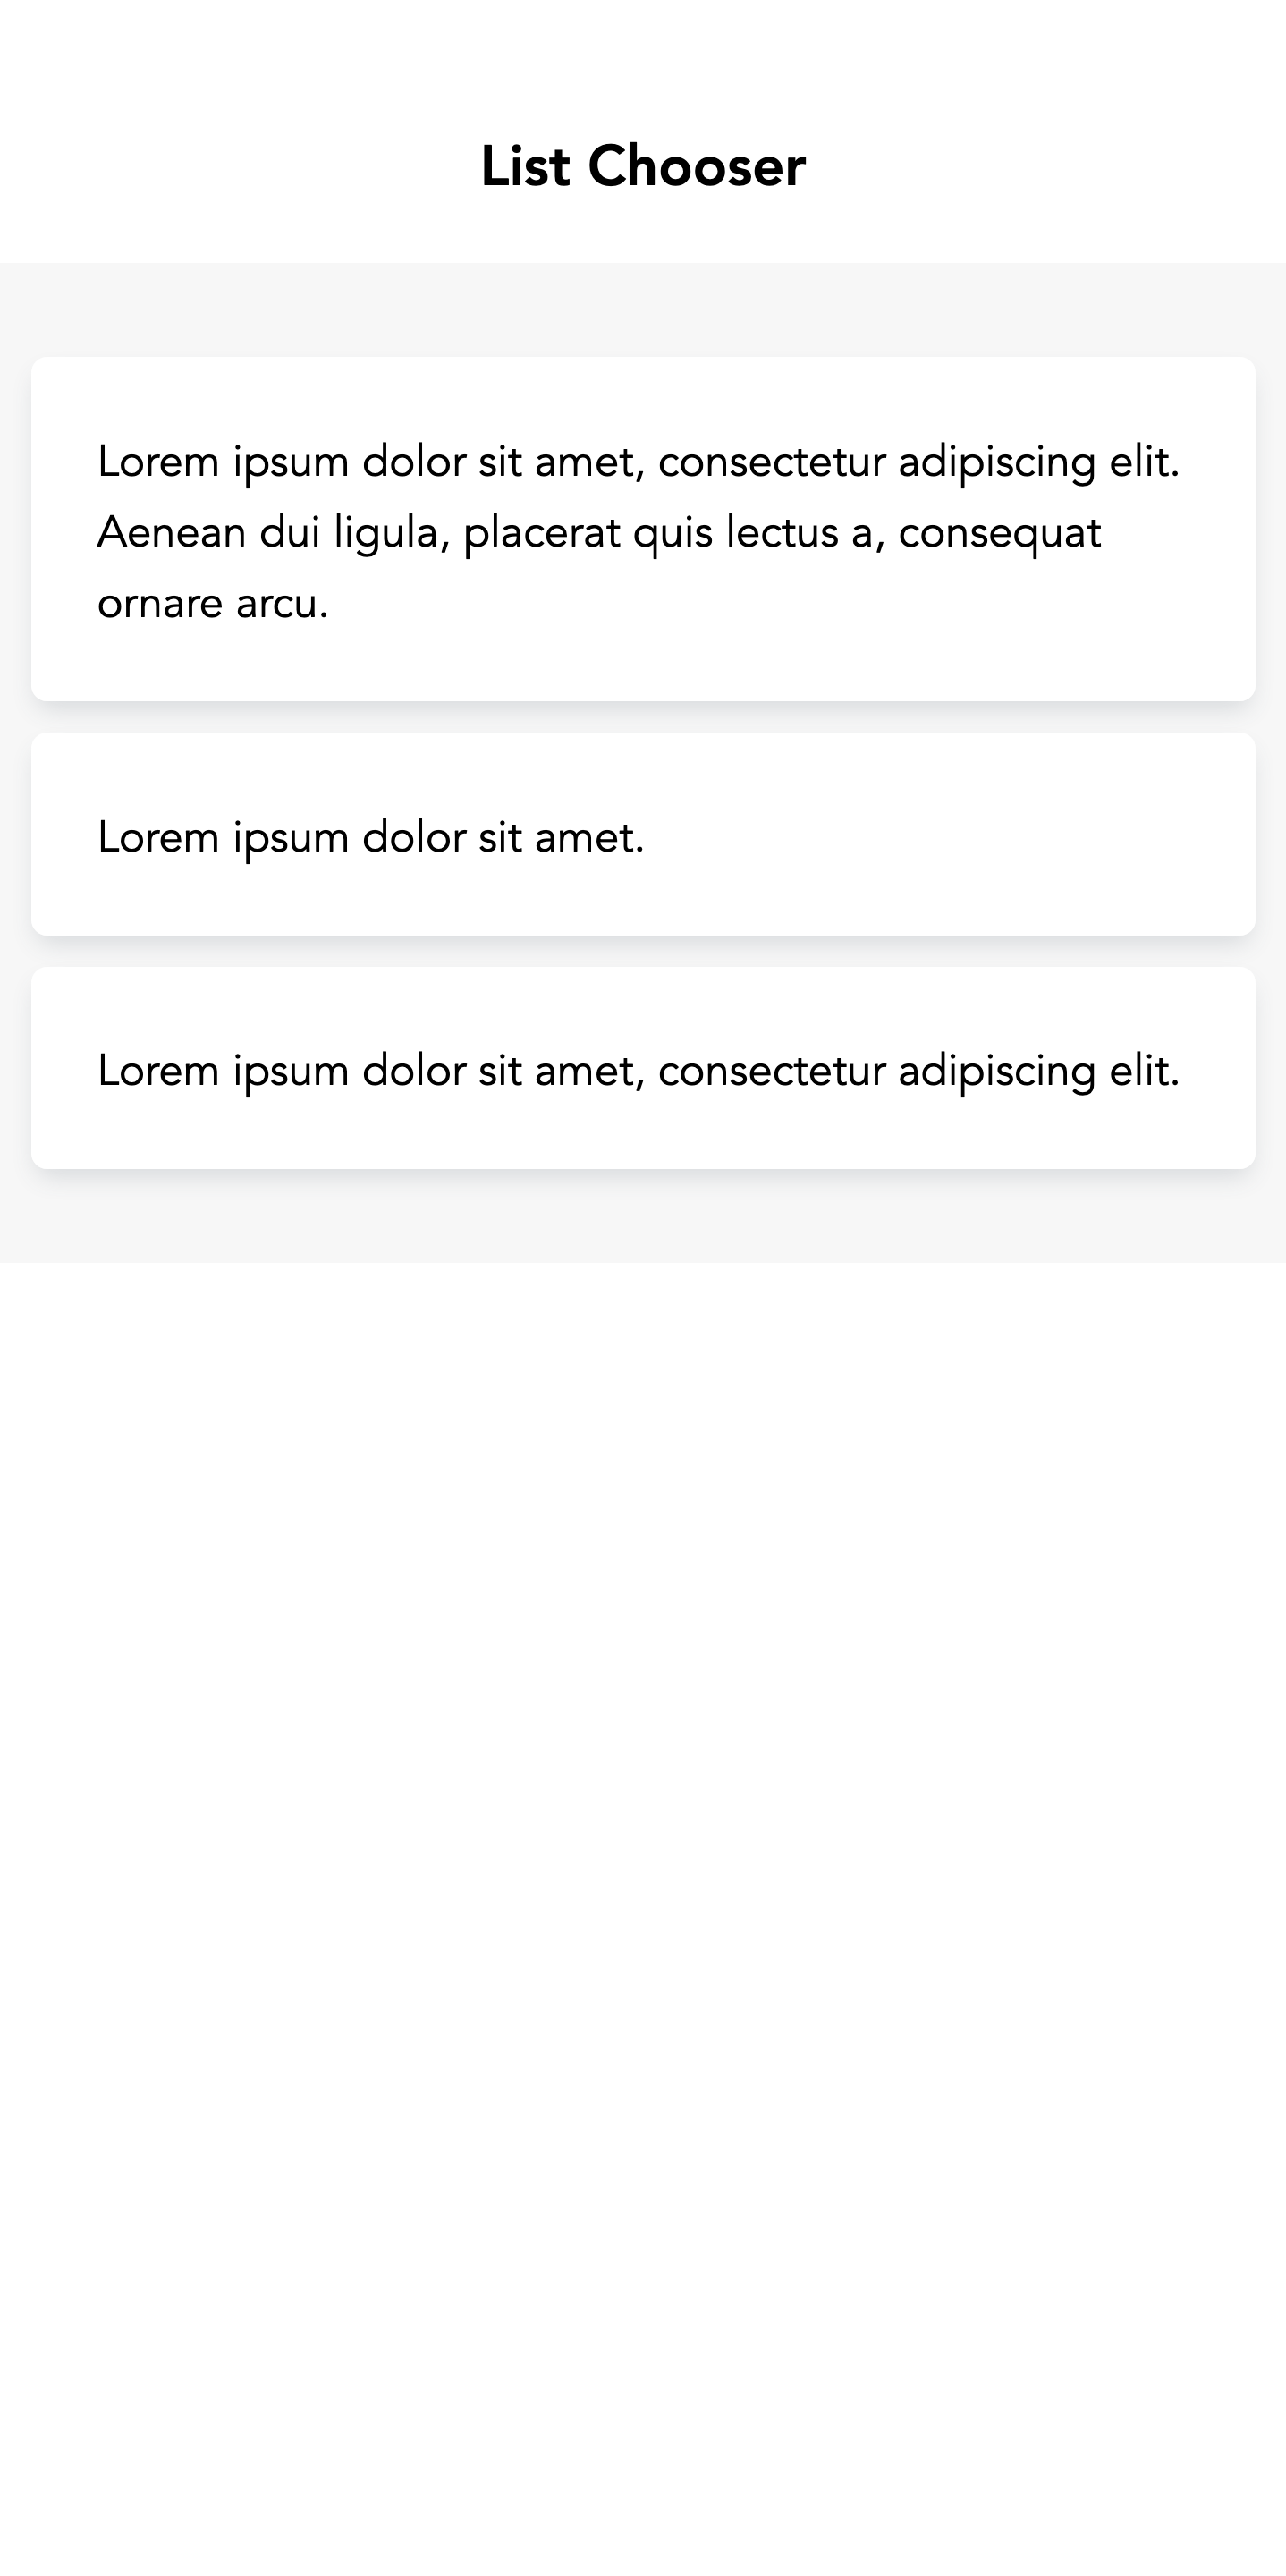 List Chooser
Lorem ipsum dolor sit amet, consectetur adipiscing elit.
Aenean dui ligula, placerat quis lectus a, consequat
ornare arcu.
Lorem ipsum dolor sit amet.
Lorem ipsum dolor sit amet, consectetur adipiscing elit.